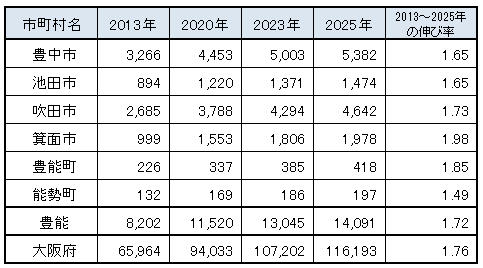 市町村名 2013年 2020年 2023年 2025年 2013～2025年
の伸び率
豊中市 3,266 4,453 5,003 5,382 1.65
池田市 894 1,220 1,371 1,474 1.65
吹田市 2,685 3,788 4,294 4,642 1.73
箕面市 999 1,553 1,806 1,978 1.98
豊能町 226 337 385 418 1.85
能勢町 132 169 186 197 1.49
豊能 8,202 11,520 13,045 14,091 1.72
大阪府 65,964 94,033 107,202 116,193 1.76